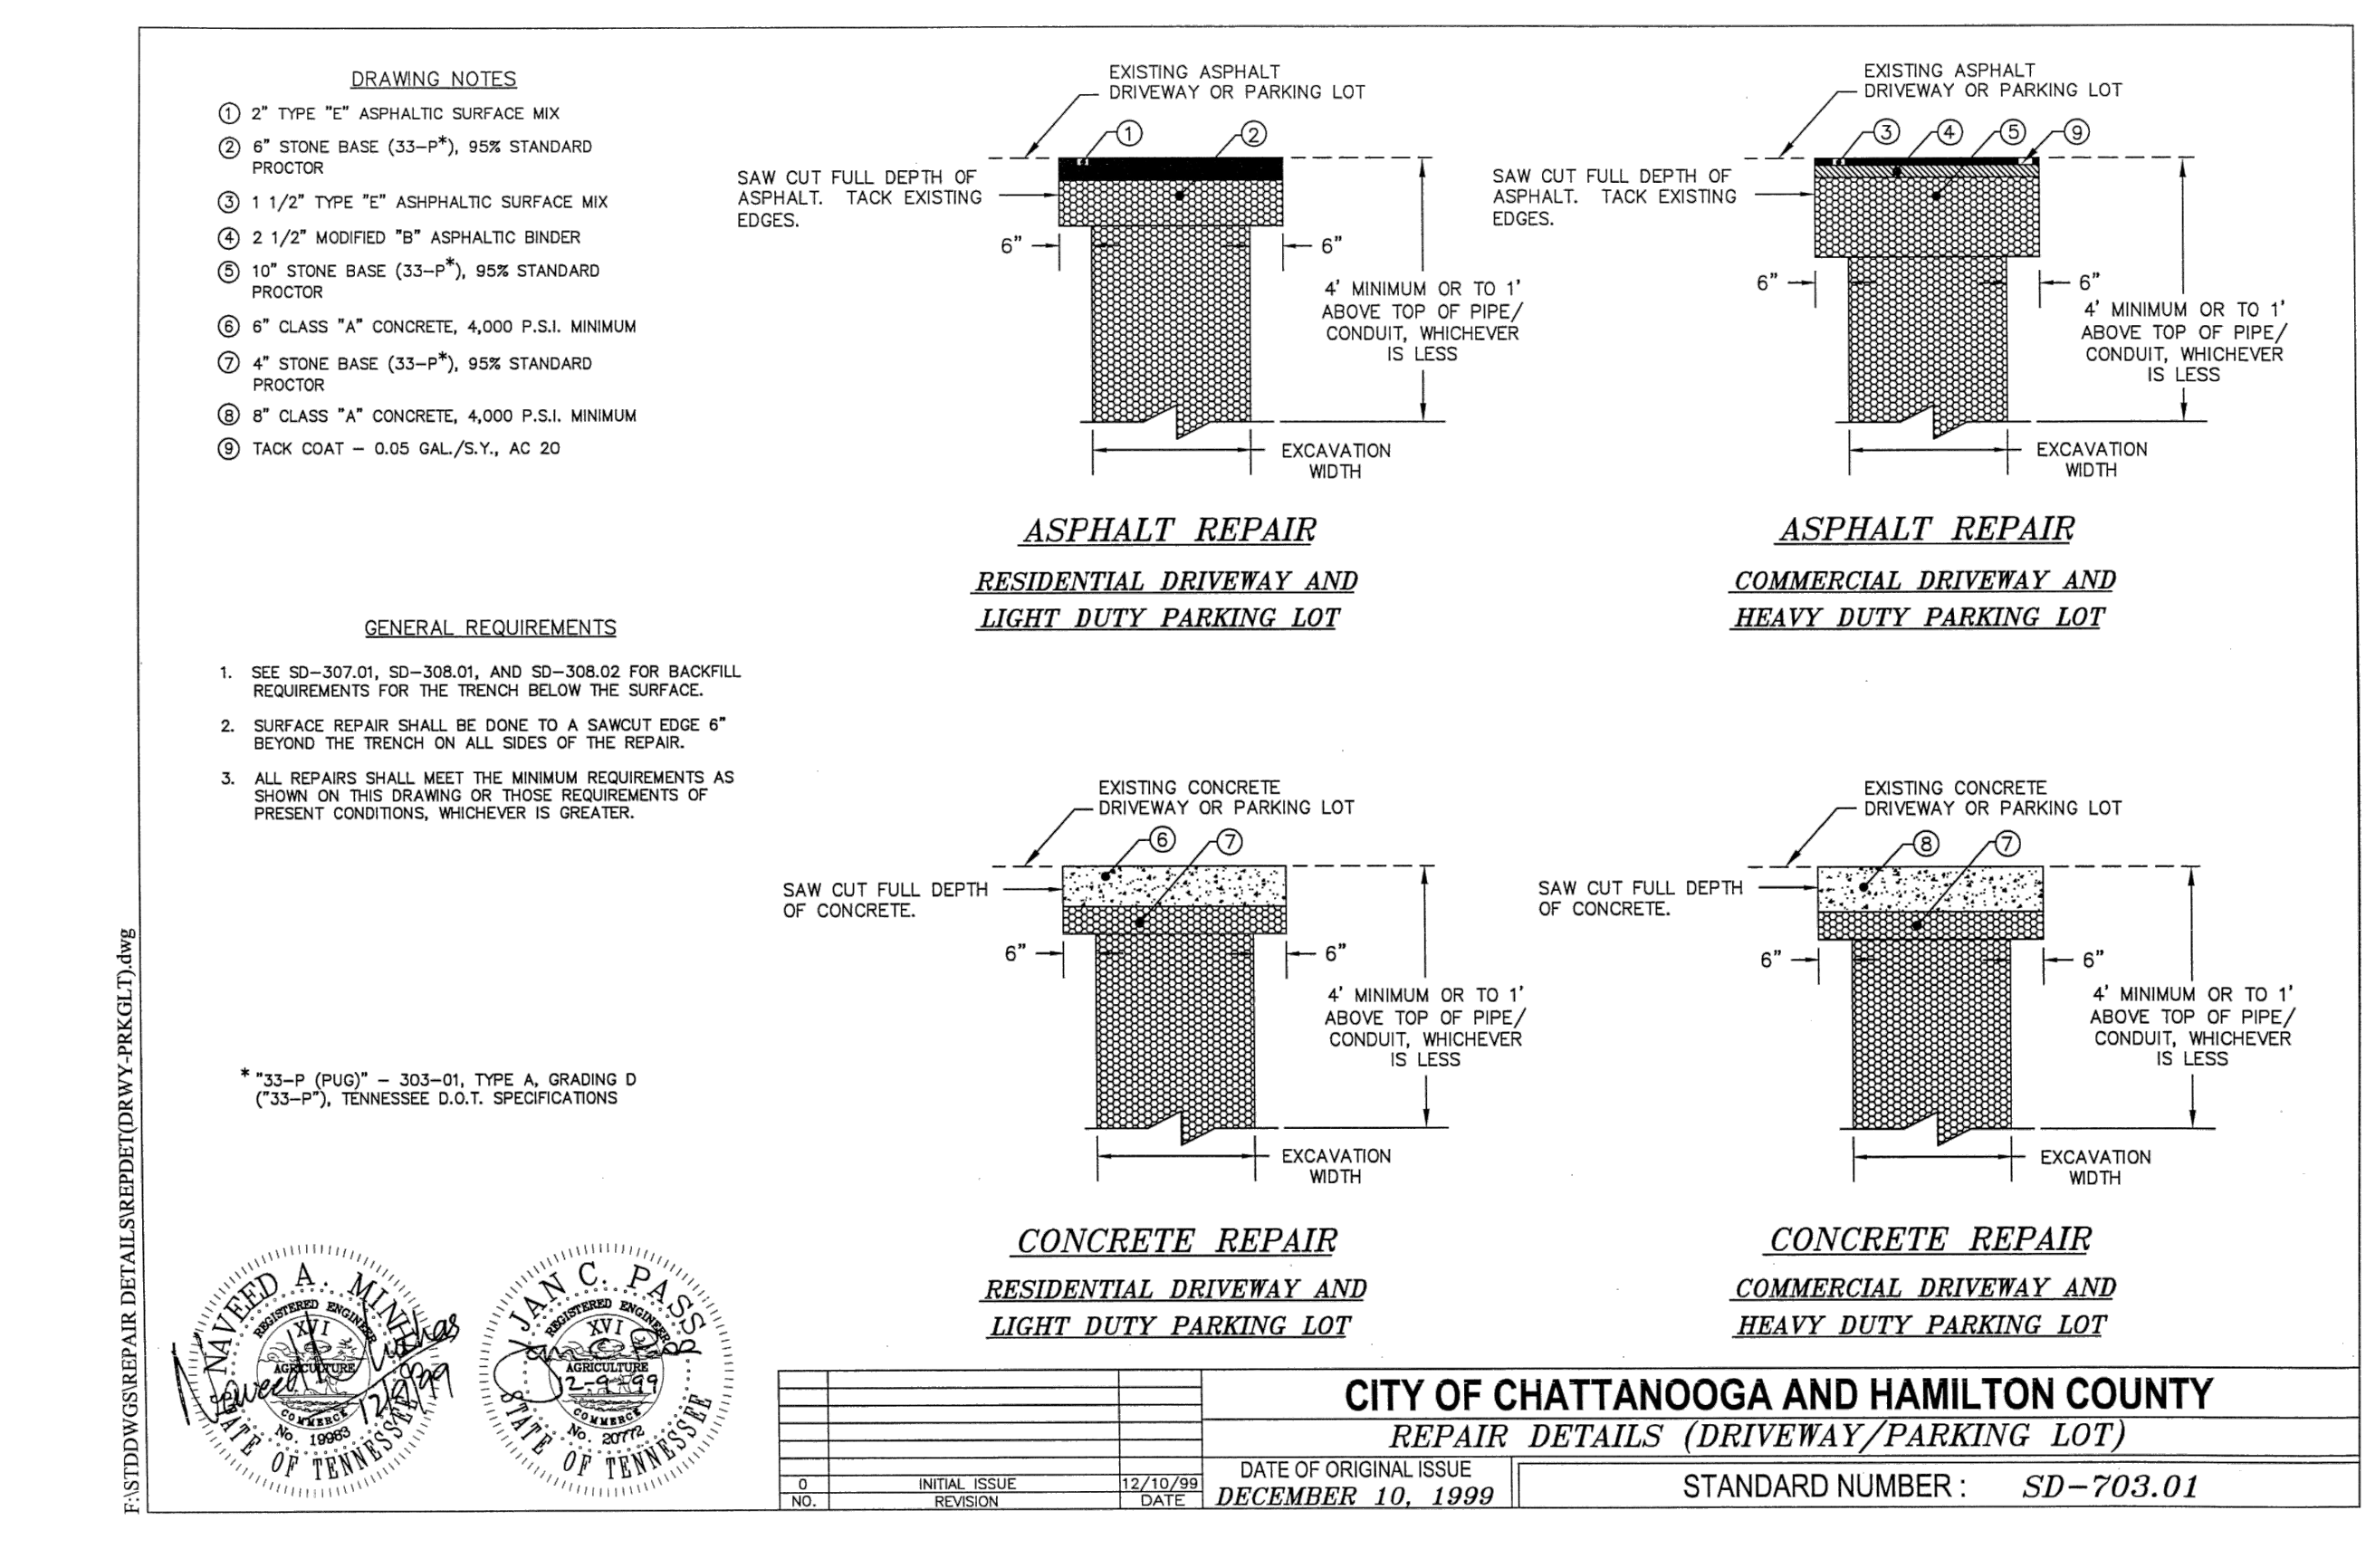 DRAWING NOTES
① 2" TYPE "E" ASPHALTIC SURFACE MIX
② 6" STONE BASE (33-P*), 95% STANDARD
PROCTOR
③ 1 1/2" TYPE "E" ASHPHALTIC SURFACE MIX
④ 2 1/2" MODIFIED "B" ASPHALTIC BINDER
⑤ 10" STONE BASE (33-P*), 95% STANDARD
PROCTOR
⑥ 6" CLASS "A" CONCRETE, 4,000 P.S.I. MINIMUM
⑦ 4" STONE BASE (33-P*), 95% STANDARD
PROCTOR
⑧ 8" CLASS "A" CONCRETE, 4,000 P.S.I. MINIMUM
⑨ TACK COAT – 0.05 GAL./S.Y., AC 20
GENERAL REQUIREMENTS
1. SEE SD-307.01, SD-308.01, AND SD-308.02 FOR BACKFILL
REQUIREMENTS FOR THE TRENCH BELOW THE SURFACE.
2. SURFACE REPAIR SHALL BE DONE TO A SAWCUT EDGE 6"
BEYOND THE TRENCH ON ALL SIDES OF THE REPAIR.
3. ALL REPAIRS SHALL MEET THE MINIMUM REQUIREMENTS AS
SHOWN ON THIS DRAWING OR THOSE REQUIREMENTS OF
PRESENT CONDITIONS, WHICHEVER IS GREATER.
* "33-P (PUG)" – 303-01, TYPE A, GRADING D
("33-P"), TENNESSEE D.O.T. SPECIFICATIONS
EXISTING ASPHALT
DRIVEWAY OR PARKING LOT
① ②
SAW CUT FULL DEPTH OF
ASPHALT. TACK EXISTING
EDGES.
6" 6"
4' MINIMUM OR TO 1'
ABOVE TOP OF PIPE/
CONDUIT, WHICHEVER
IS LESS
EXCAVATION
WIDTH
ASPHALT REPAIR
RESIDENTIAL DRIVEWAY AND
LIGHT DUTY PARKING LOT
EXISTING ASPHALT
DRIVEWAY OR PARKING LOT
③ ④ ⑤ ⑨
SAW CUT FULL DEPTH OF
ASPHALT. TACK EXISTING
EDGES.
6" 6"
4' MINIMUM OR TO 1'
ABOVE TOP OF PIPE/
CONDUIT, WHICHEVER
IS LESS
EXCAVATION
WIDTH
ASPHALT REPAIR
COMMERCIAL DRIVEWAY AND
HEAVY DUTY PARKING LOT
EXISTING CONCRETE
DRIVEWAY OR PARKING LOT
⑥ ⑦
SAW CUT FULL DEPTH
OF CONCRETE.
6" 6"
4' MINIMUM OR TO 1'
ABOVE TOP OF PIPE/
CONDUIT, WHICHEVER
IS LESS
EXCAVATION
WIDTH
CONCRETE REPAIR
RESIDENTIAL DRIVEWAY AND
LIGHT DUTY PARKING LOT
EXISTING CONCRETE
DRIVEWAY OR PARKING LOT
⑧ ⑦
SAW CUT FULL DEPTH
OF CONCRETE.
6" 6"
4' MINIMUM OR TO 1'
ABOVE TOP OF PIPE/
CONDUIT, WHICHEVER
IS LESS
EXCAVATION
WIDTH
CONCRETE REPAIR
COMMERCIAL DRIVEWAY AND
HEAVY DUTY PARKING LOT
F:\STDDWGS\REPAIR DETAILS\REPDET(DRWY-PRKGLT).dwg
NAVEED A.
REGISTERED ENGINEER
XVI
AGRICULTURE
COMMERCE
No. 19983
STATE OF TENNESSEE
12/9/99
JAN C. PASS
REGISTERED ENGINEER
XVI
AGRICULTURE
12-9-99
COMMERCE
No. 20772
STATE OF TENNESSEE
0 INITIAL ISSUE 12/10/99
NO. REVISION DATE
CITY OF CHATTANOOGA AND HAMILTON COUNTY
REPAIR DETAILS (DRIVEWAY/PARKING LOT)
DATE OF ORIGINAL ISSUE
DECEMBER 10, 1999
STANDARD NUMBER : SD-703.01